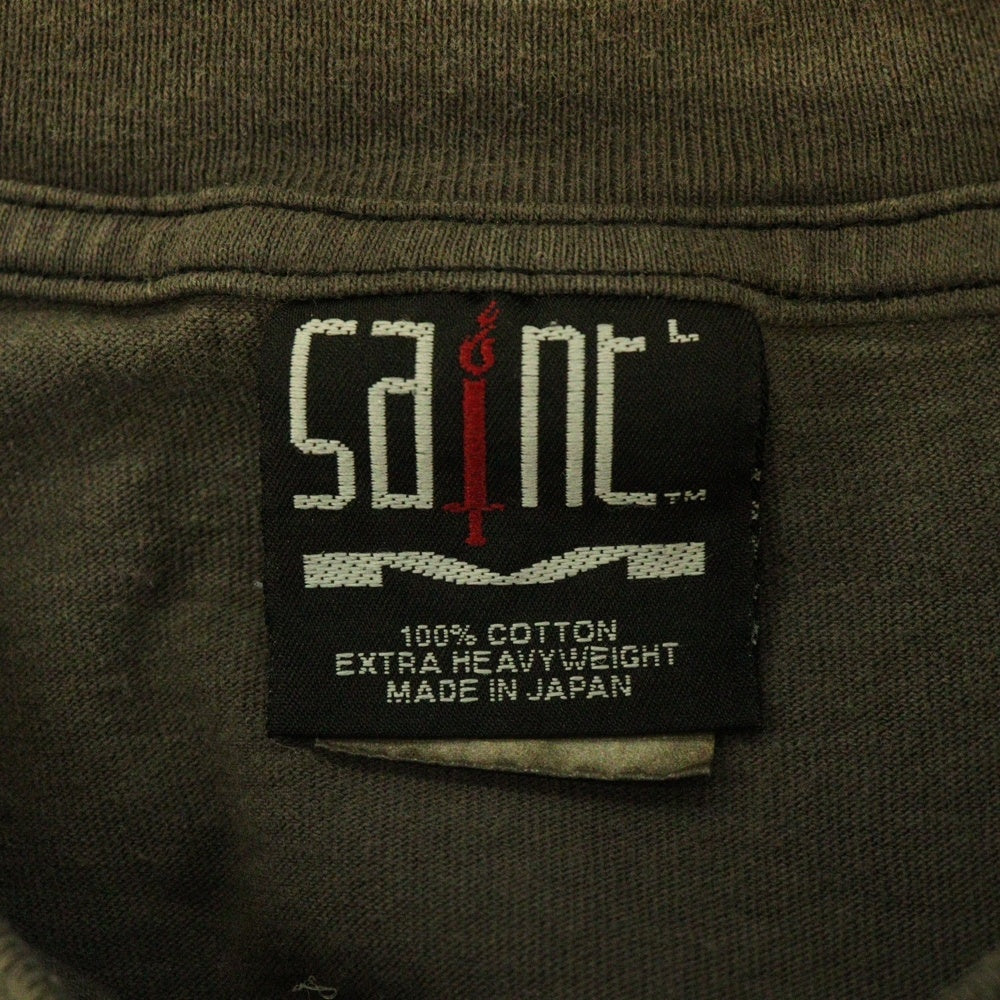 saint L
TM
100% COTTON
EXTRA HEAVYWEIGHT
MADE IN JAPAN